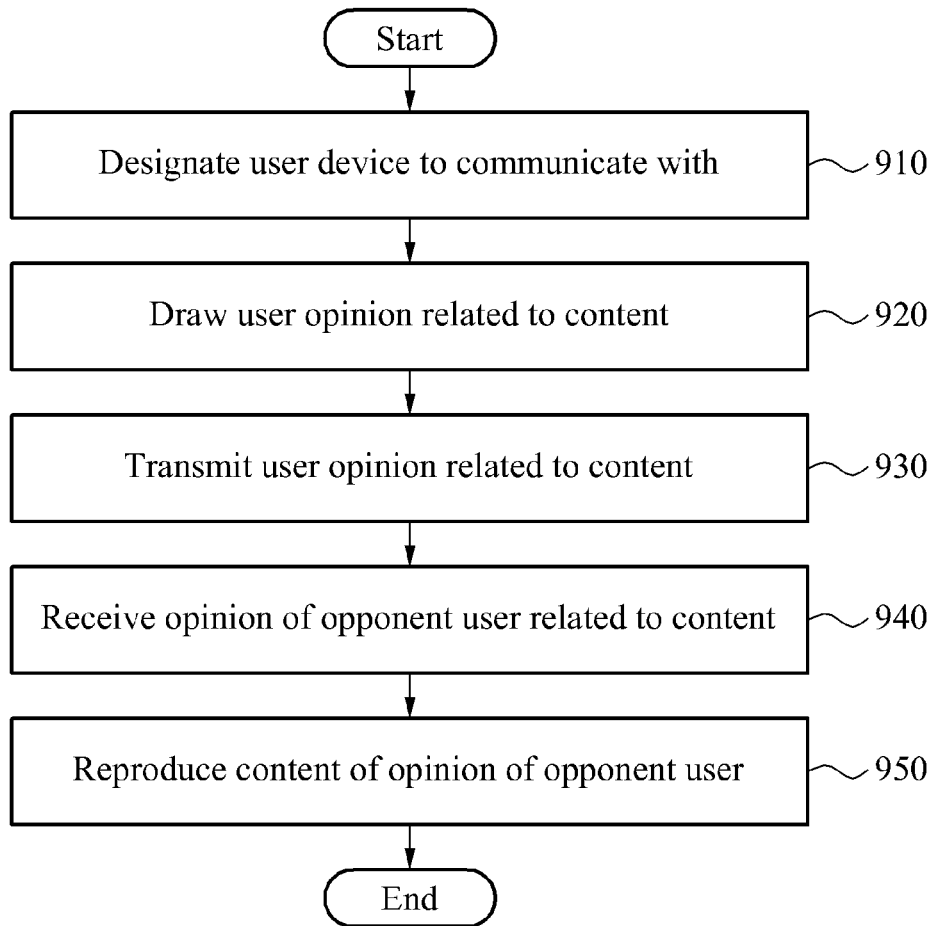 Start
Designate user device to communicate with
910
Draw user opinion related to content
920
Transmit user opinion related to content
930
Receive opinion of opponent user related to content
940
Reproduce content of opinion of opponent user
950
End